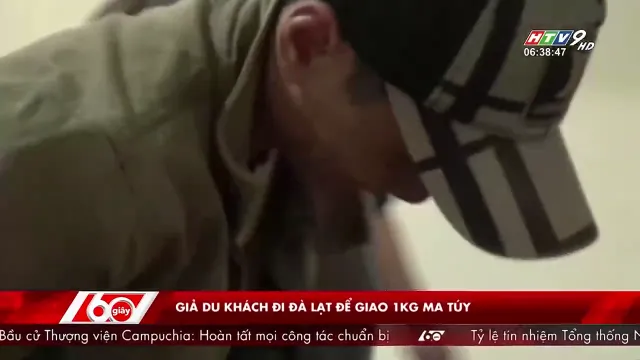 HTV9 HD
06:38:47
60 giây
GIẢ DU KHÁCH ĐI ĐÀ LẠT ĐỂ GIAO 1KG MA TÚY
Bầu cử Thượng viện Campuchia: Hoàn tất mọi công tác chuẩn bị 60 Tỷ lệ tín nhiệm Tổng thống N